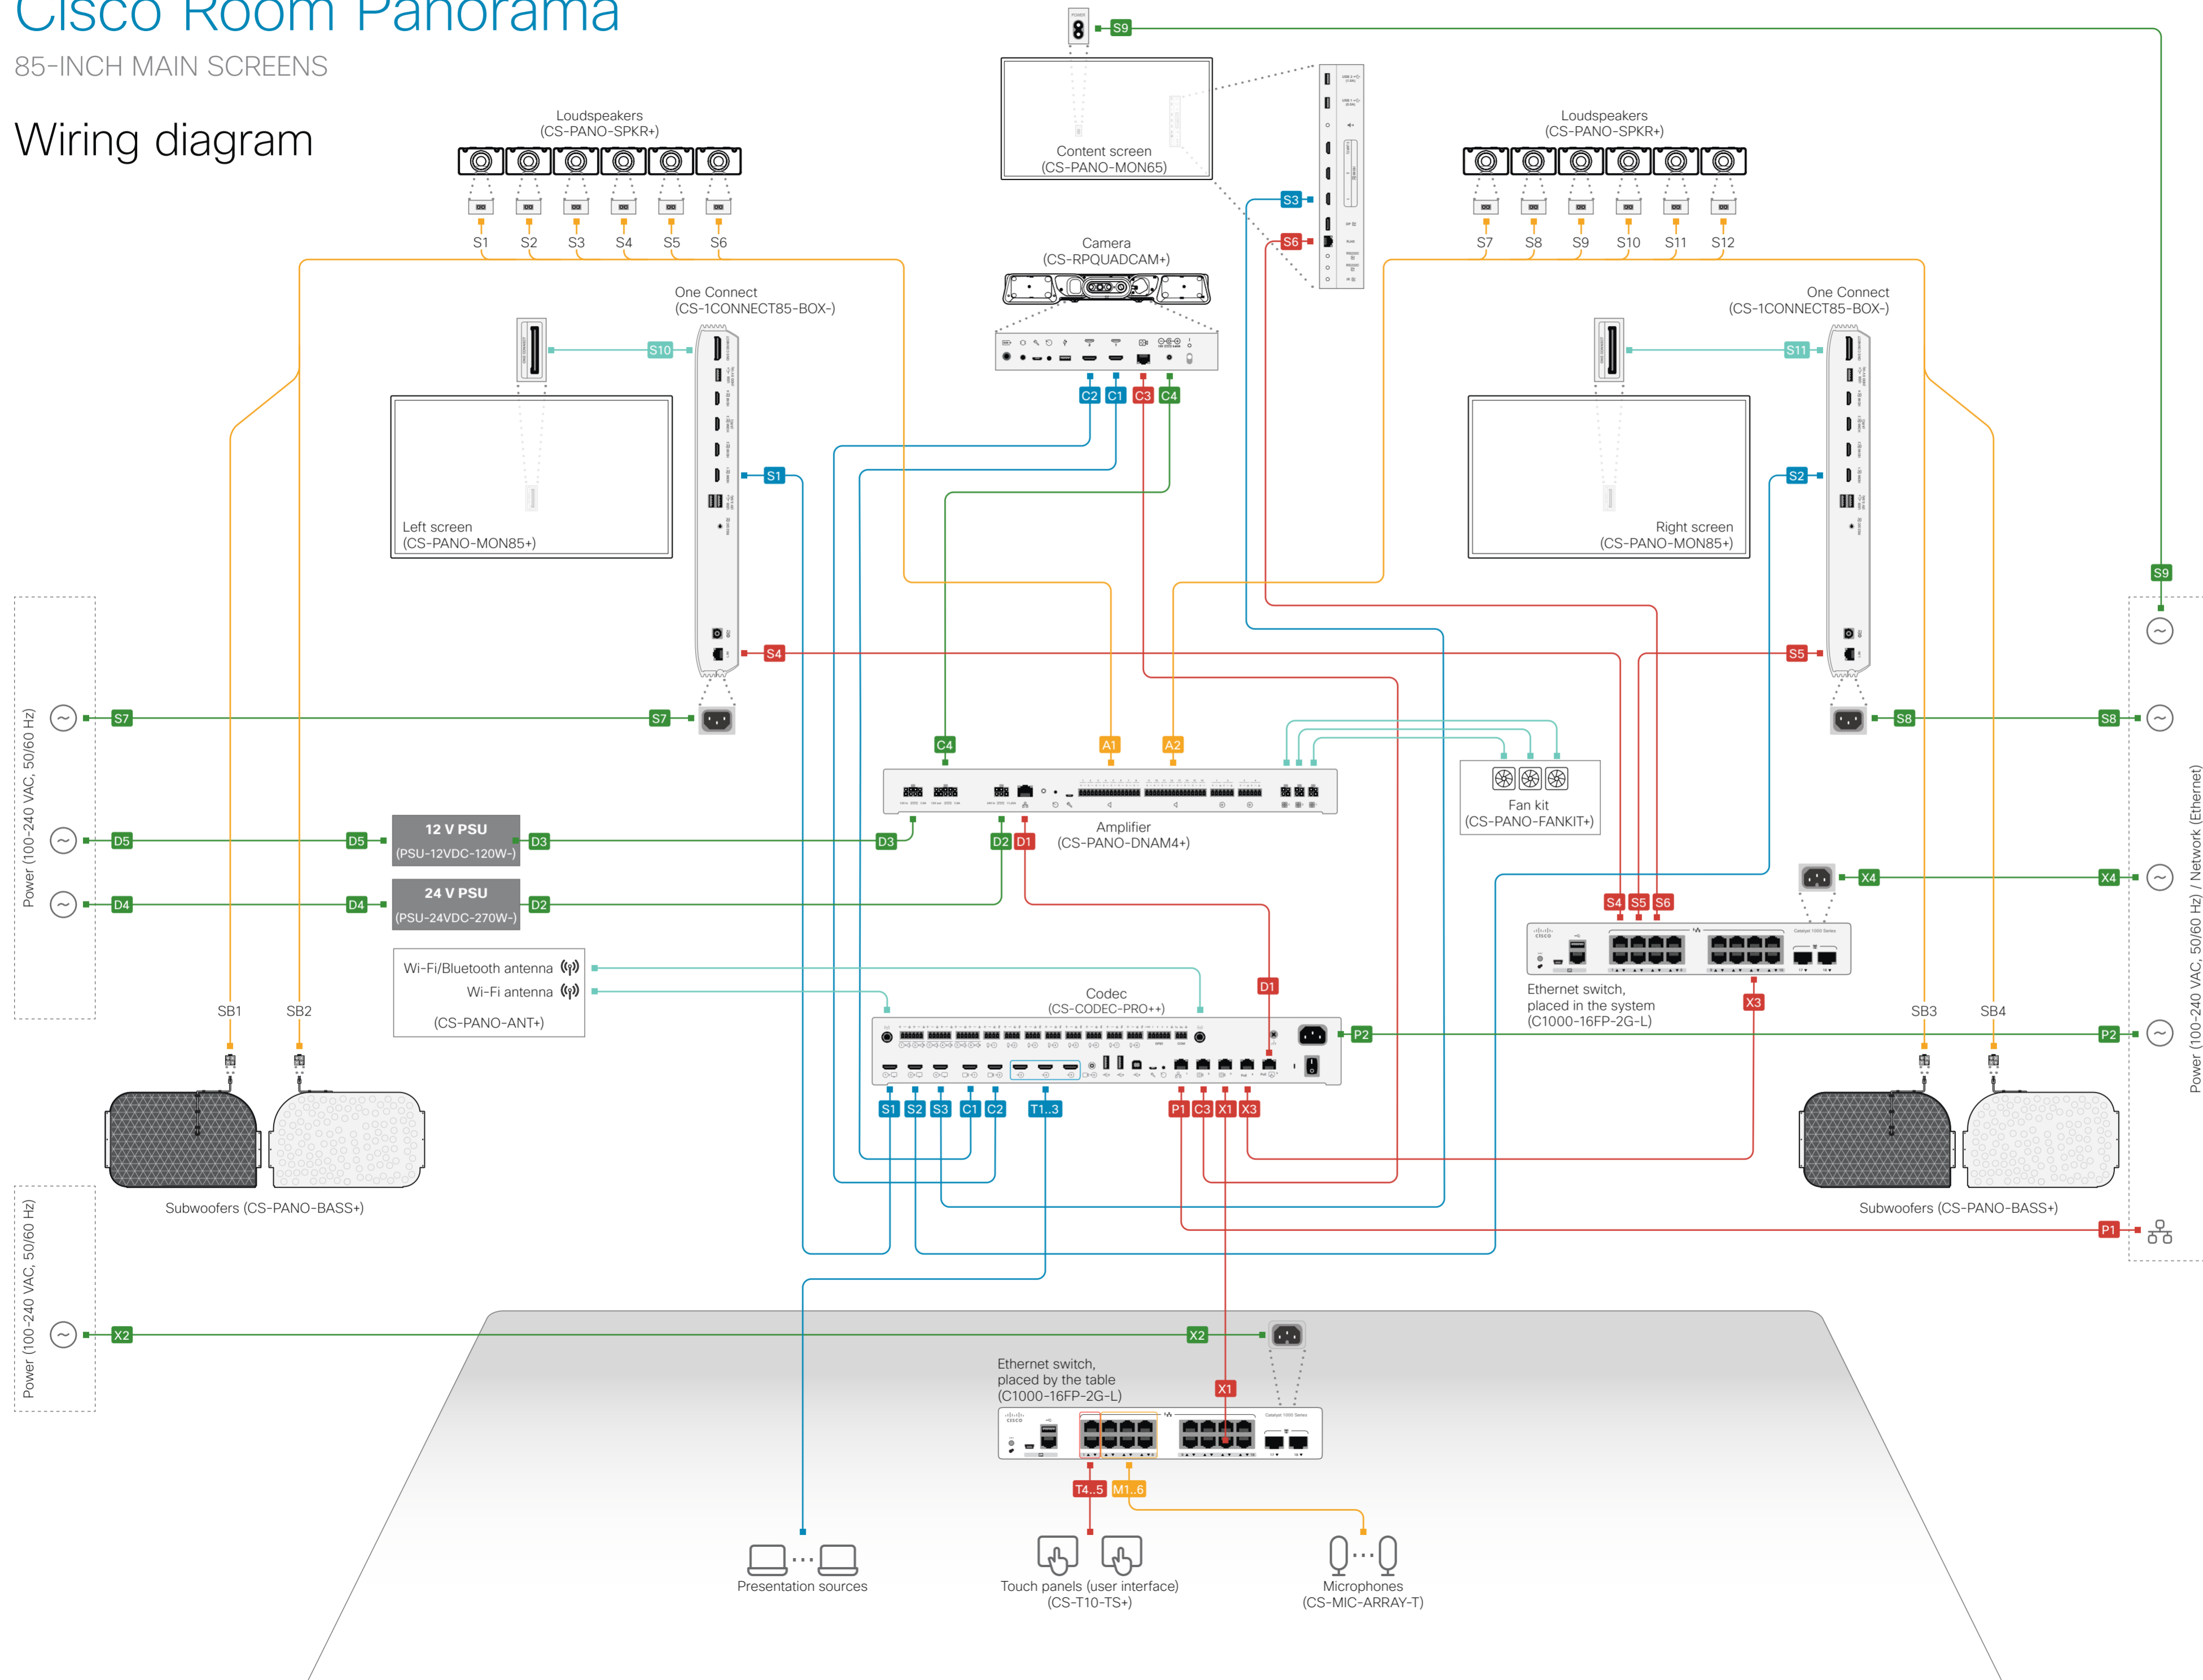 Cisco Room Panorama
85-INCH MAIN SCREENS
Wiring diagram
Loudspeakers
(CS-PANO-SPKR+)
S1
S2
S3
S4
S5
S6
POWER
S9
Content screen
(CS-PANO-MON65)
S3
S6
Loudspeakers
(CS-PANO-SPKR+)
S7
S8
S9
S10
S11
S12
Camera
(CS-RPQUADCAM+)
C2
C1
C3
C4
One Connect
(CS-1CONNECT85-BOX-)
S10
Left screen
(CS-PANO-MON85+)
S1
S4
One Connect
(CS-1CONNECT85-BOX-)
S11
Right screen
(CS-PANO-MON85+)
S2
S5
S9
Power (100-240 VAC, 50/60 Hz)
S7
S7
S8
S8
C4
A1
A2
Fan kit
(CS-PANO-FANKIT+)
Amplifier
(CS-PANO-DNAM4+)
D5
D5
12 V PSU
(PSU-12VDC-120W-)
D3
D3
D2
D1
D4
D4
24 V PSU
(PSU-24VDC-270W-)
D2
Power (100-240 VAC, 50/60 Hz) / Network (Ethernet)
X4
X4
S4
S5
S6
CISCO
Catalyst 1000 Series
Ethernet switch,
placed in the system
(C1000-16FP-2G-L)
X3
Wi-Fi/Bluetooth antenna
Wi-Fi antenna
(CS-PANO-ANT+)
Codec
(CS-CODEC-PRO++)
D1
P2
P2
SB1
SB2
SB3
SB4
S1
S2
S3
C1
C2
T1..3
P1
C3
X1
X3
Subwoofers (CS-PANO-BASS+)
Subwoofers (CS-PANO-BASS+)
P1
Power (100-240 VAC, 50/60 Hz)
X2
X2
Ethernet switch,
placed by the table
(C1000-16FP-2G-L)
X1
CISCO
Catalyst 1000 Series
T4..5
M1..6
Presentation sources
Touch panels (user interface)
(CS-T10-TS+)
Microphones
(CS-MIC-ARRAY-T)